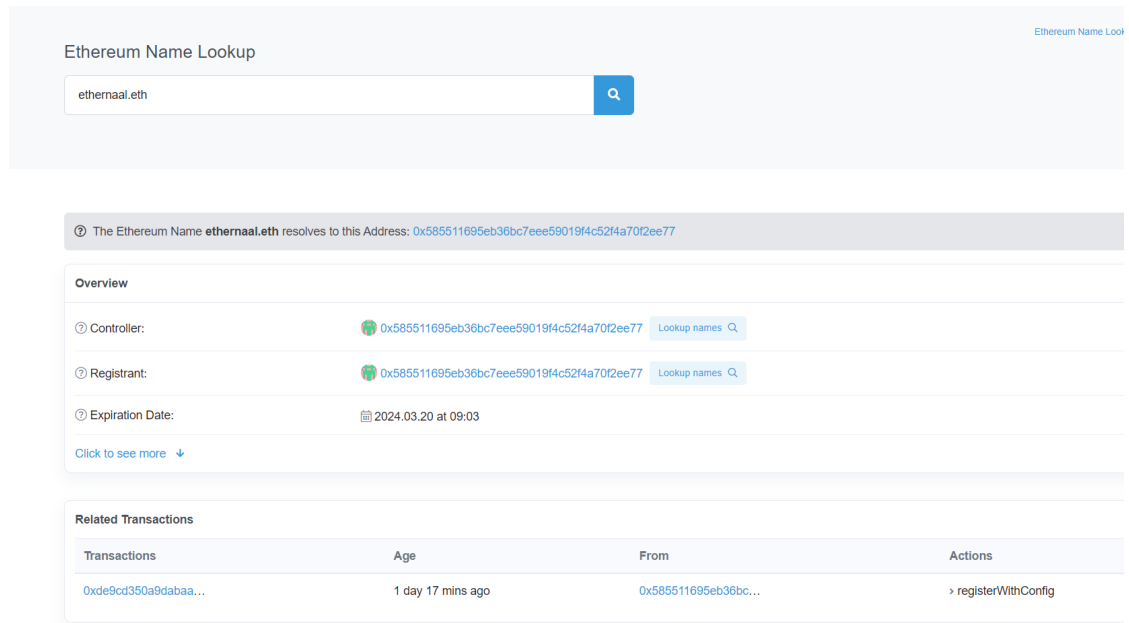 Ethereum Name Look
Ethereum Name Lookup
ethernaal.eth
The Ethereum Name ethernaal.eth resolves to this Address: 0x585511695eb36bc7eee59019f4c52f4a70f2ee77
Overview
Controller: 0x585511695eb36bc7eee59019f4c52f4a70f2ee77 Lookup names
Registrant: 0x585511695eb36bc7eee59019f4c52f4a70f2ee77 Lookup names
Expiration Date: 2024.03.20 at 09:03
Click to see more
Related Transactions
Transactions Age From Actions
0xde9cd350a9dabaa… 1 day 17 mins ago 0x585511695eb36bc… › registerWithConfig